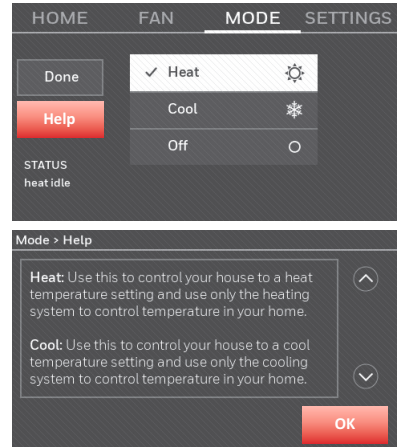 HOME FAN MODE SETTINGS
Done
Help
STATUS
heat idle
✓ Heat
Cool
Off
Mode > Help
Heat: Use this to control your house to a heat
temperature setting and use only the heating
system to control temperature in your home.
Cool: Use this to control your house to a cool
temperature setting and use only the cooling
system to control temperature in your home.
OK